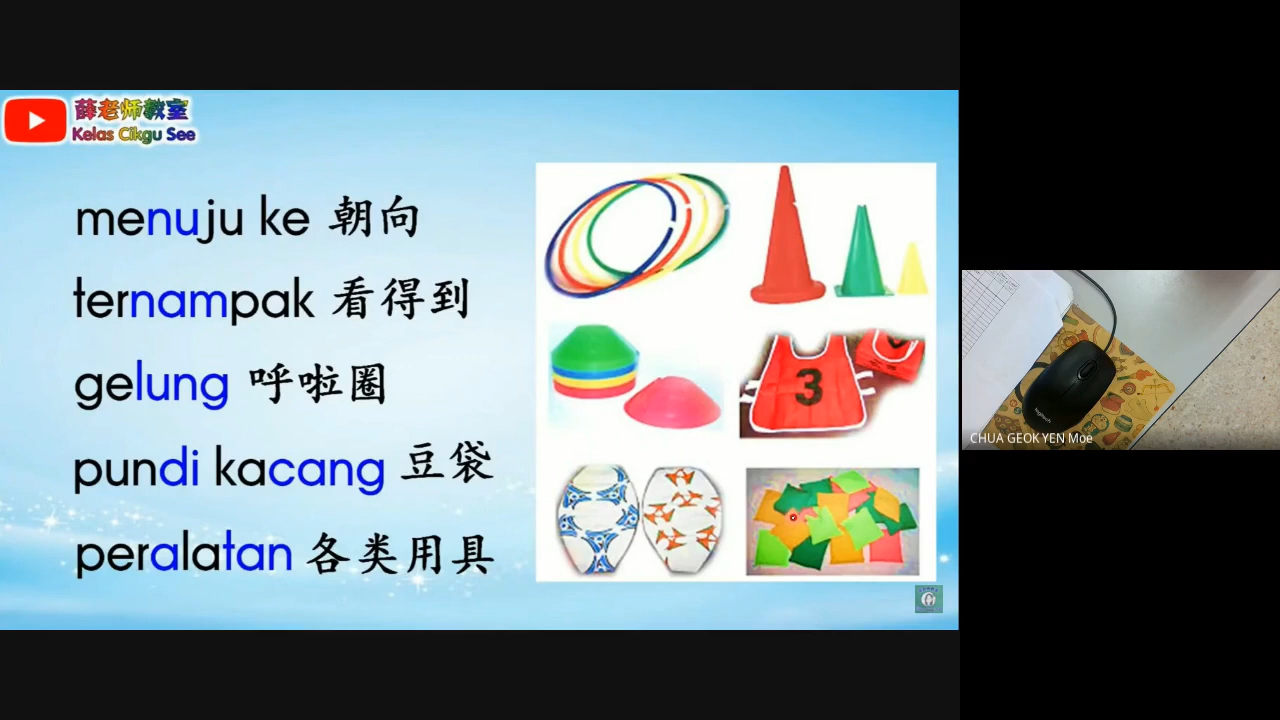 薛老师教室
Kelas Cikgu See
menuju ke 朝向
ternampak 看得到
gelung 呼啦圈
pundi kacang 豆袋
peralatan 各类用具
3
logitech
CHUA GEOK YEN Moe